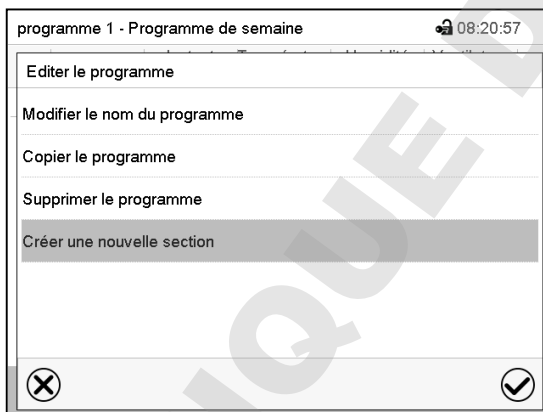 programme 1 - Programme de semaine 08:20:57
Editer le programme
Modifier le nom du programme
Copier le programme
Supprimer le programme
Créer une nouvelle section